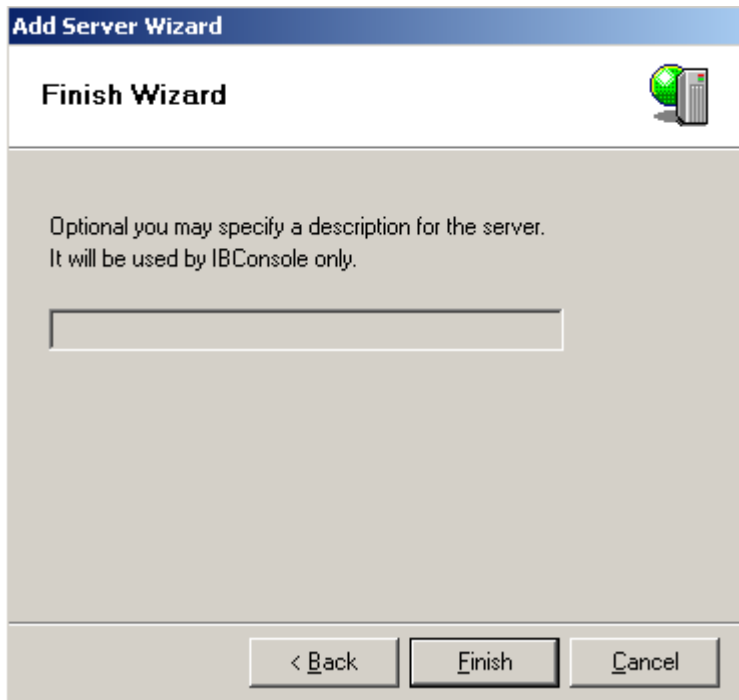 Add Server Wizard
Finish Wizard
Optional you may specify a description for the server.
It will be used by IBConsole only.
< Back Finish Cancel